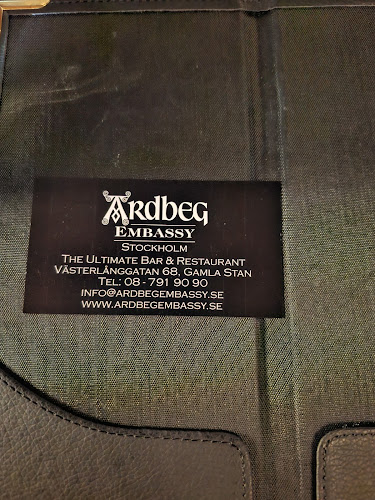 Ardbeg
Embassy
Stockholm
The Ultimate Bar & Restaurant
Västerlånggatan 68, Gamla Stan
Tel: 08 - 791 90 90
info@ardbegembassy.se
www.ardbegembassy.se